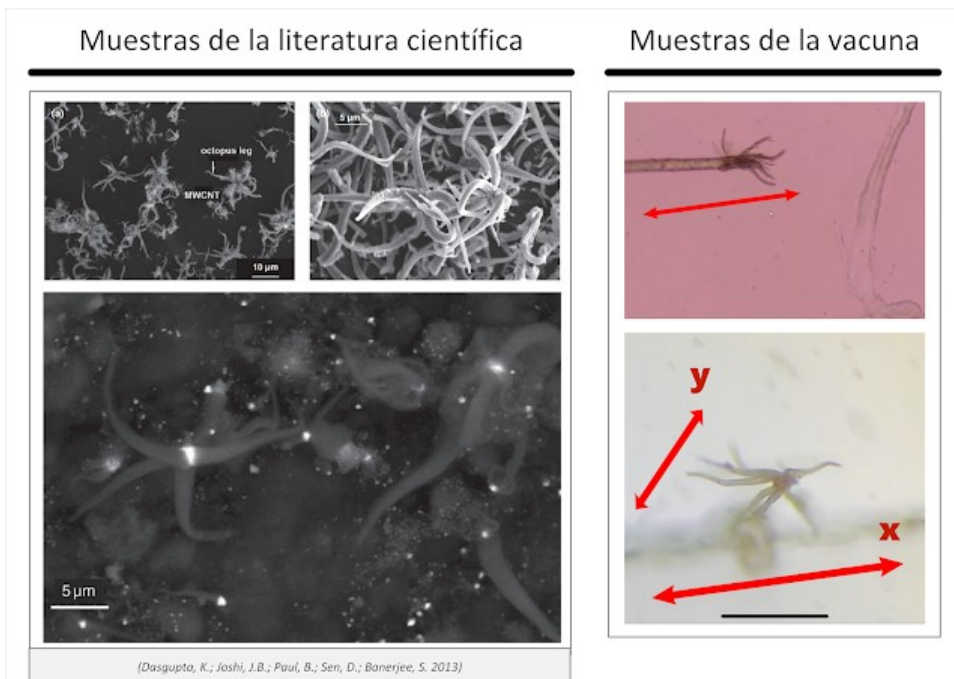 Muestras de la literatura científica
Muestras de la vacuna
(a)
octopus leg
MWCNT
10 µm
(b)
5 µm
5 µm
(Dasgupta, K.; Joshi, J.B.; Paul, B.; Sen, D.; Banerjee, S. 2013)
y
x